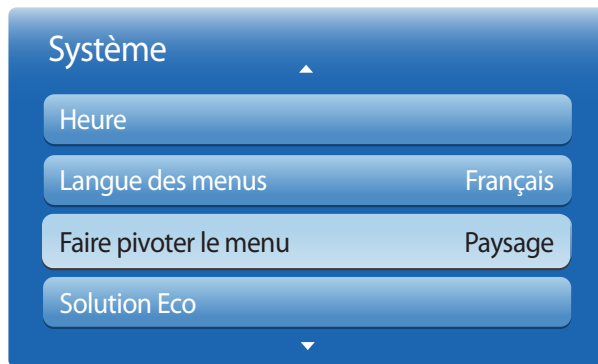 Système
Heure
Langue des menus Français
Faire pivoter le menu Paysage
Solution Eco